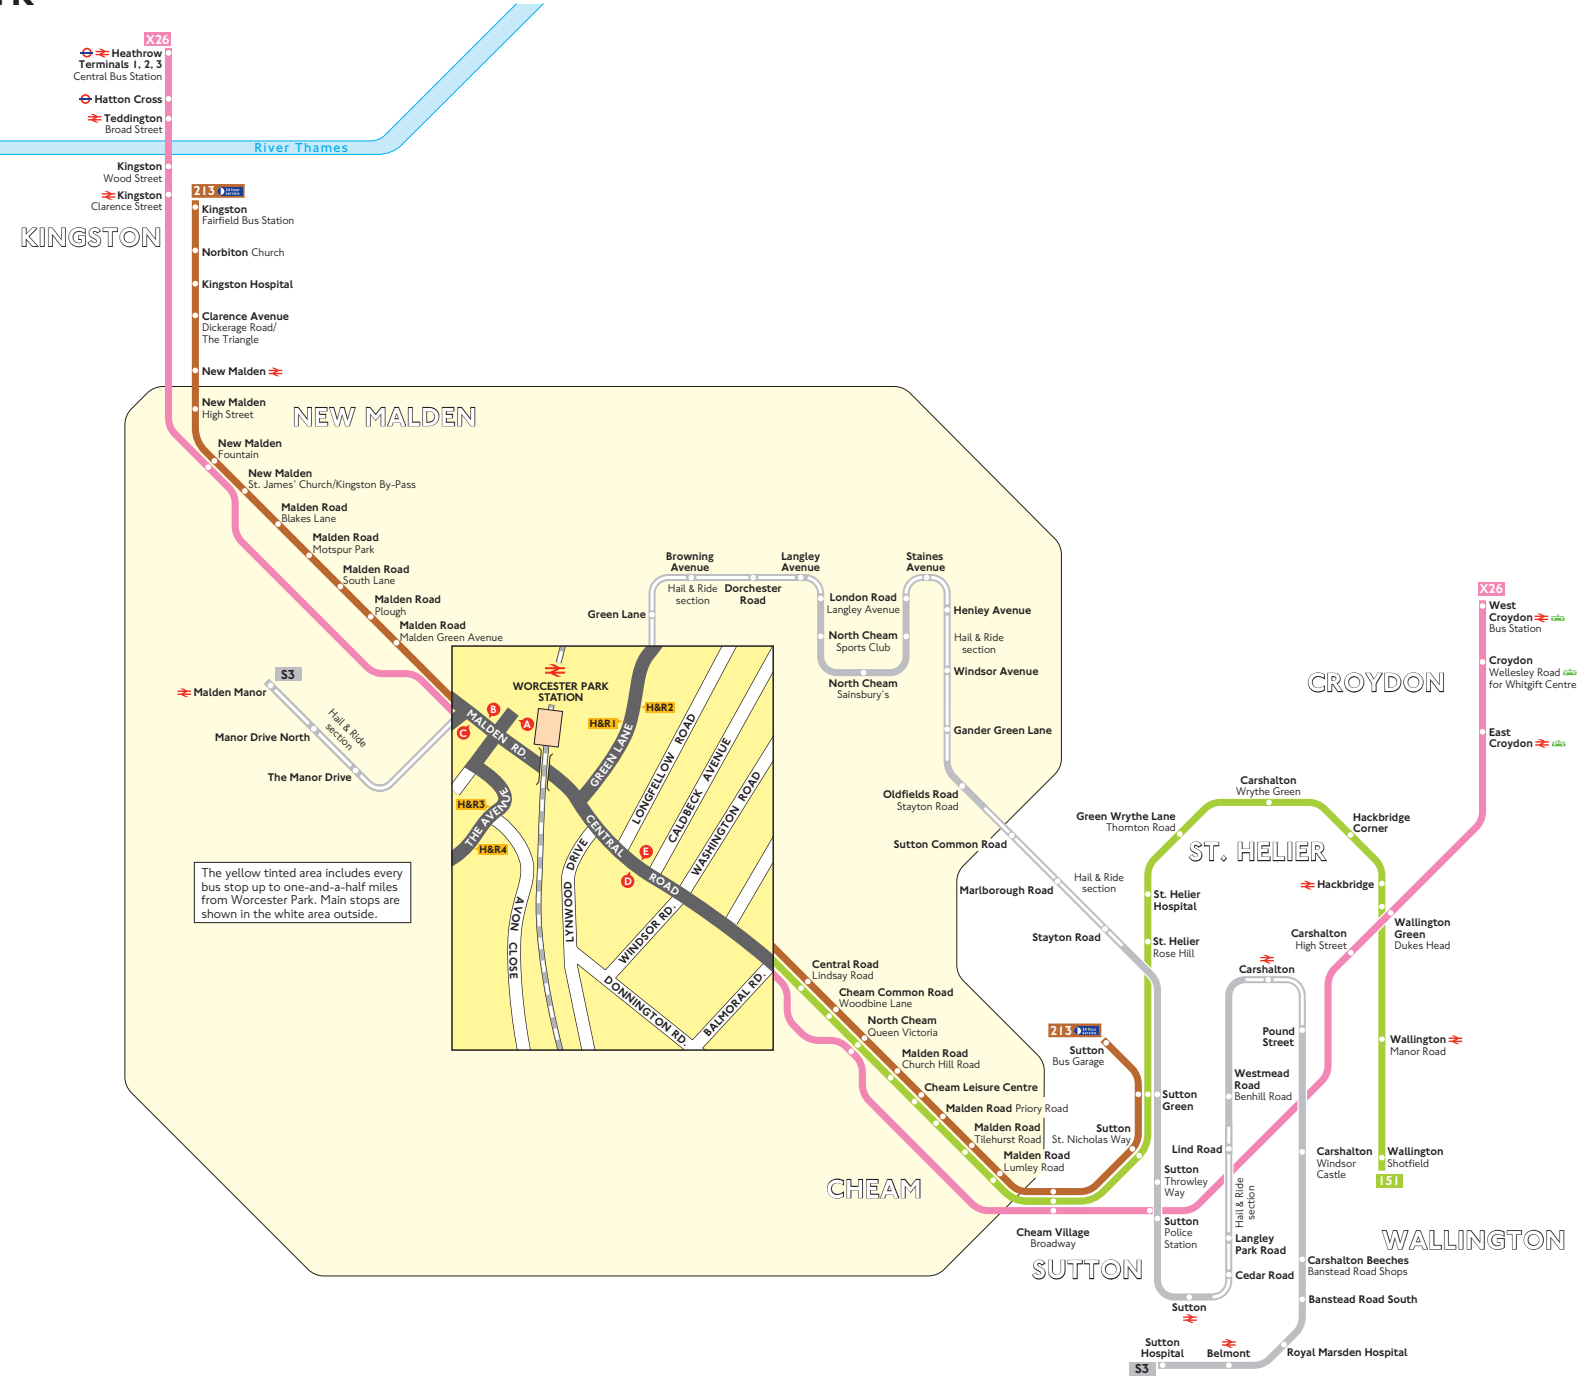 X26
Heathrow
Terminals 1, 2, 3
Central Bus Station
Hatton Cross
Teddington
Broad Street
River Thames
Kingston
Wood Street
Kingston
Clarence Street
KINGSTON
213
24 hour
service
Kingston
Fairfield Bus Station
Norbiton Church
Kingston Hospital
Clarence Avenue
Dickerage Road/
The Triangle
New Malden
New Malden
High Street
NEW MALDEN
New Malden
Fountain
New Malden
St. James' Church/Kingston By-Pass
Malden Road
Blakes Lane
Malden Road
Motspur Park
Malden Road
South Lane
Malden Road
Plough
Malden Road
Malden Green Avenue
S3
Malden Manor
Hail & Ride
section
Manor Drive North
The Manor Drive
Green Lane
Browning
Avenue
Hail & Ride
section
Dorchester
Road
Langley
Avenue
London Road
Langley Avenue
North Cheam
Sports Club
North Cheam
Sainsbury's
Staines
Avenue
Henley Avenue
Hail & Ride
section
Windsor Avenue
Gander Green Lane
Oldfields Road
Stayton Road
Sutton Common Road
Marlborough Road
Hail & Ride
section
Stayton Road
WORCESTER PARK
STATION
MALDEN RD.
B
A
C
H&R1
H&R2
H&R3
H&R4
GREEN LANE
THE AVENUE
CENTRAL
ROAD
E
D
LONGFELLOW ROAD
CALDBECK AVENUE
WASHINGTON ROAD
LYNWOOD DRIVE
AVON CLOSE
WINDSOR RD.
DONNINGTON RD.
BALMORAL RD.
The yellow tinted area includes every
bus stop up to one-and-a-half miles
from Worcester Park. Main stops are
shown in the white area outside.
Central Road
Lindsay Road
Cheam Common Road
Woodbine Lane
North Cheam
Queen Victoria
Malden Road
Church Hill Road
Cheam Leisure Centre
Malden Road Priory Road
Malden Road
Tilehurst Road
Malden Road
Lumley Road
CHEAM
Cheam Village
Broadway
213
24 hour
service
Sutton
Bus Garage
Sutton
St. Nicholas Way
Sutton
Green
Sutton
Throwley
Way
Sutton
Police
Station
SUTTON
Sutton
St. Helier
Rose Hill
St. Helier
Hospital
Green Wrythe Lane
Thornton Road
Carshalton
Wrythe Green
ST. HELIER
Hackbridge
Corner
Hackbridge
Wallington
Green
Dukes Head
Carshalton
High Street
Carshalton
Pound
Street
Westmead
Road
Benhill Road
Lind Road
Hail & Ride
section
Langley
Park Road
Cedar Road
Carshalton
Windsor
Castle
Wallington
Manor Road
Wallington
Shotfield
151
WALLINGTON
Carshalton Beeches
Banstead Road Shops
Banstead Road South
Royal Marsden Hospital
Belmont
Sutton
Hospital
S3
X26
West
Croydon
Bus Station
Croydon
Wellesley Road
for Whitgift Centre
CROYDON
East
Croydon